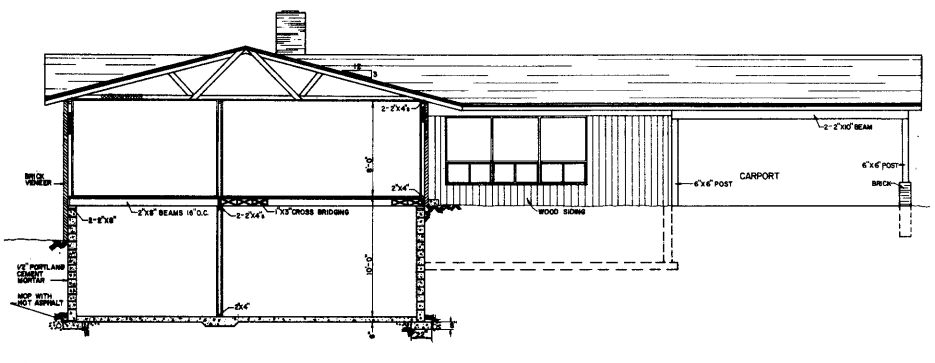 12
3
2-2"X4"s
2-2"X10" BEAM
8'-0"
6"X6" POST
BRICK
VENEER
CARPORT
2"X4"
6"X6" POST
BRICK
2"X8" BEAMS 16" O.C.
2-2"X4"s
1"X3" CROSS BRIDGING
WOOD SIDING
2-2"X8"
10'-0"
1/2" PORTLAND
CEMENT
MORTAR
MOP WITH
HOT ASPHALT
2"X4"